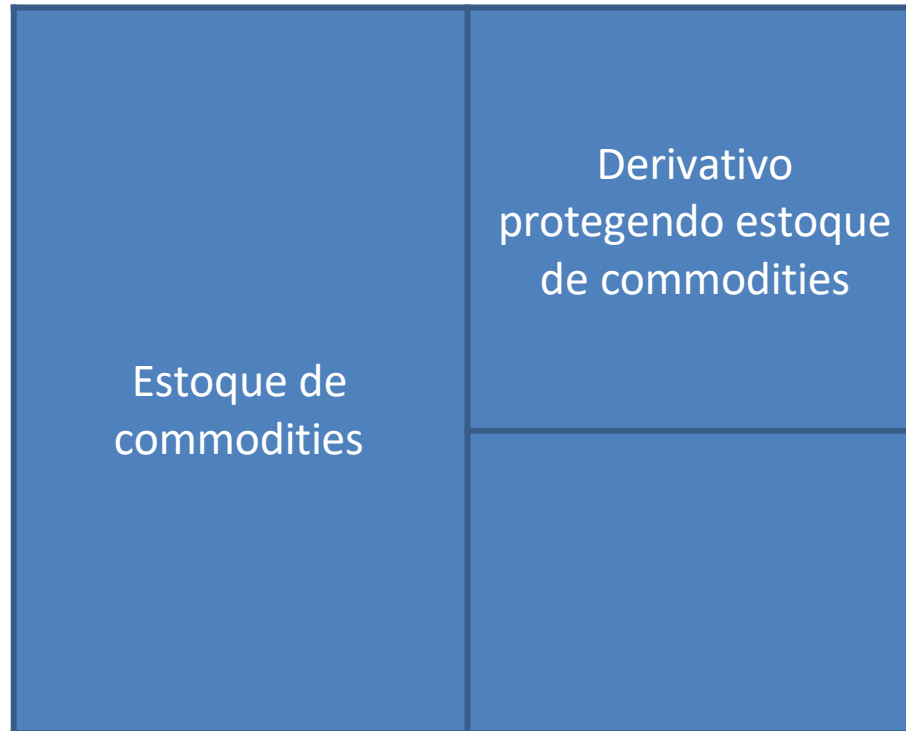 Estoque de
commodities
Derivativo
protegendo estoque
de commodities